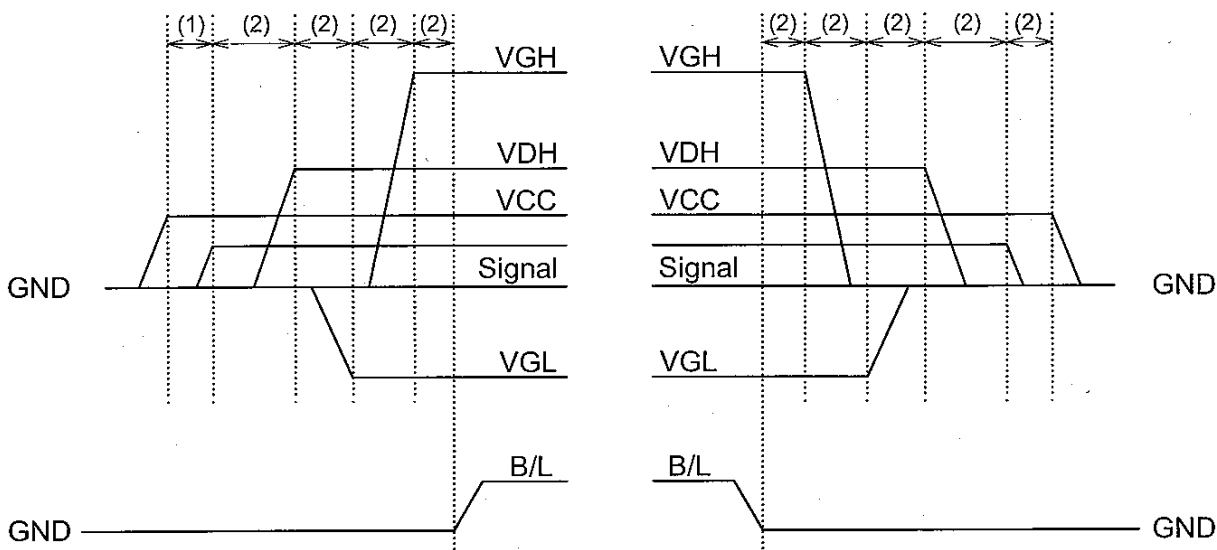 (1) (2) (2) (2) (2) (2) (2) (2) (2) (2)
VGH VGH
VDH VDH
VCC VCC
Signal Signal
GND GND
VGL VGL
B/L B/L
GND GND